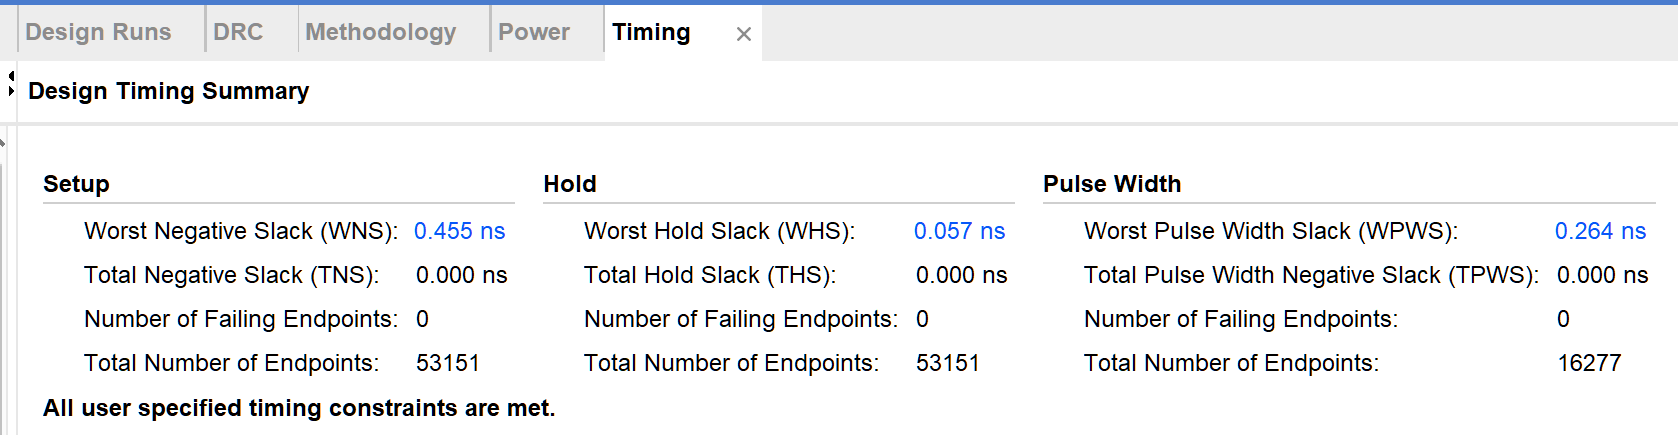 Design Runs DRC Methodology Power Timing ×
Design Timing Summary
Setup Hold Pulse Width
Worst Negative Slack (WNS): 0.455 ns Worst Hold Slack (WHS): 0.057 ns Worst Pulse Width Slack (WPWS): 0.264 ns
Total Negative Slack (TNS): 0.000 ns Total Hold Slack (THS): 0.000 ns Total Pulse Width Negative Slack (TPWS): 0.000 ns
Number of Failing Endpoints: 0 Number of Failing Endpoints: 0 Number of Failing Endpoints: 0
Total Number of Endpoints: 53151 Total Number of Endpoints: 53151 Total Number of Endpoints: 16277
All user specified timing constraints are met.